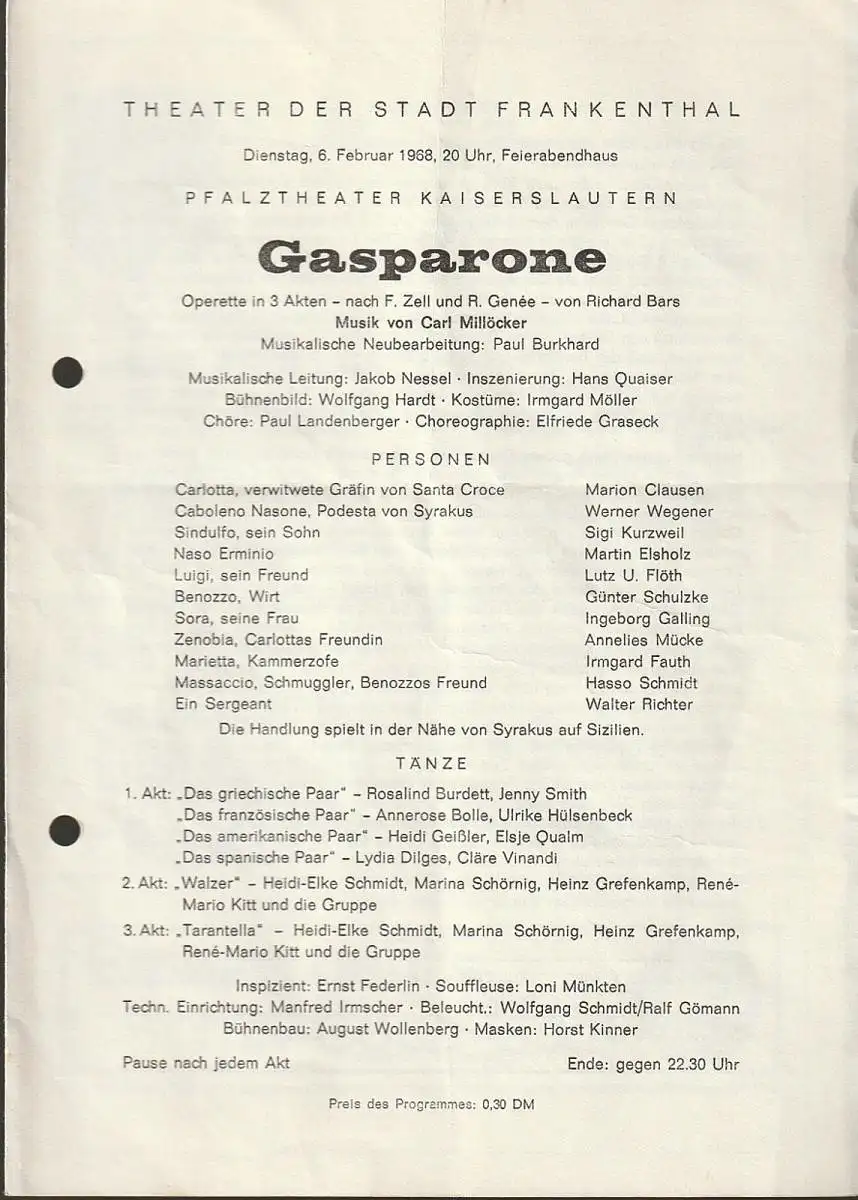 THEATER DER STADT FRANKENTHAL
Dienstag, 6. Februar 1968, 20 Uhr, Feierabendhaus
PFALZTHEATER KAISERSLAUTERN
Gasparone
Operette in 3 Akten – nach F. Zell und R. Genée – von Richard Bars
Musik von Carl Millöcker
Musikalische Neubearbeitung: Paul Burkhard
Musikalische Leitung: Jakob Nessel · Inszenierung: Hans Quaiser
Bühnenbild: Wolfgang Hardt · Kostüme: Irmgard Möller
Chöre: Paul Landenberger · Choreographie: Elfriede Graseck
PERSONEN
Carlotta, verwitwete Gräfin von Santa Croce Marion Clausen
Caboleno Nasone, Podesta von Syrakus Werner Wegener
Sindulfo, sein Sohn Sigi Kurzweil
Naso Erminio Martin Elsholz
Luigi, sein Freund Lutz U. Flöth
Benozzo, Wirt Günter Schulzke
Sora, seine Frau Ingeborg Galling
Zenobia, Carlottas Freundin Annelies Mücke
Marietta, Kammerzofe Irmgard Fauth
Massaccio, Schmuggler, Benozzos Freund Hasso Schmidt
Ein Sergeant Walter Richter
Die Handlung spielt in der Nähe von Syrakus auf Sizilien.
TÄNZE
1. Akt: „Das griechische Paar" – Rosalind Burdett, Jenny Smith
„Das französische Paar" – Annerose Bolle, Ulrike Hülsenbeck
„Das amerikanische Paar" – Heidi Geißler, Elsje Qualm
„Das spanische Paar" – Lydia Dilges, Cläre Vinandi
2. Akt: „Walzer" – Heidi-Elke Schmidt, Marina Schörnig, Heinz Grefenkamp, René-
Mario Kitt und die Gruppe
3. Akt: „Tarantella" – Heidi-Elke Schmidt, Marina Schörnig, Heinz Grefenkamp,
René-Mario Kitt und die Gruppe
Inspizient: Ernst Federlin · Souffleuse: Loni Münkten
Techn. Einrichtung: Manfred Irmscher · Beleucht.: Wolfgang Schmidt/Ralf Gömann
Bühnenbau: August Wollenberg · Masken: Horst Kinner
Pause nach jedem Akt Ende: gegen 22.30 Uhr
Preis des Programmes: 0,30 DM